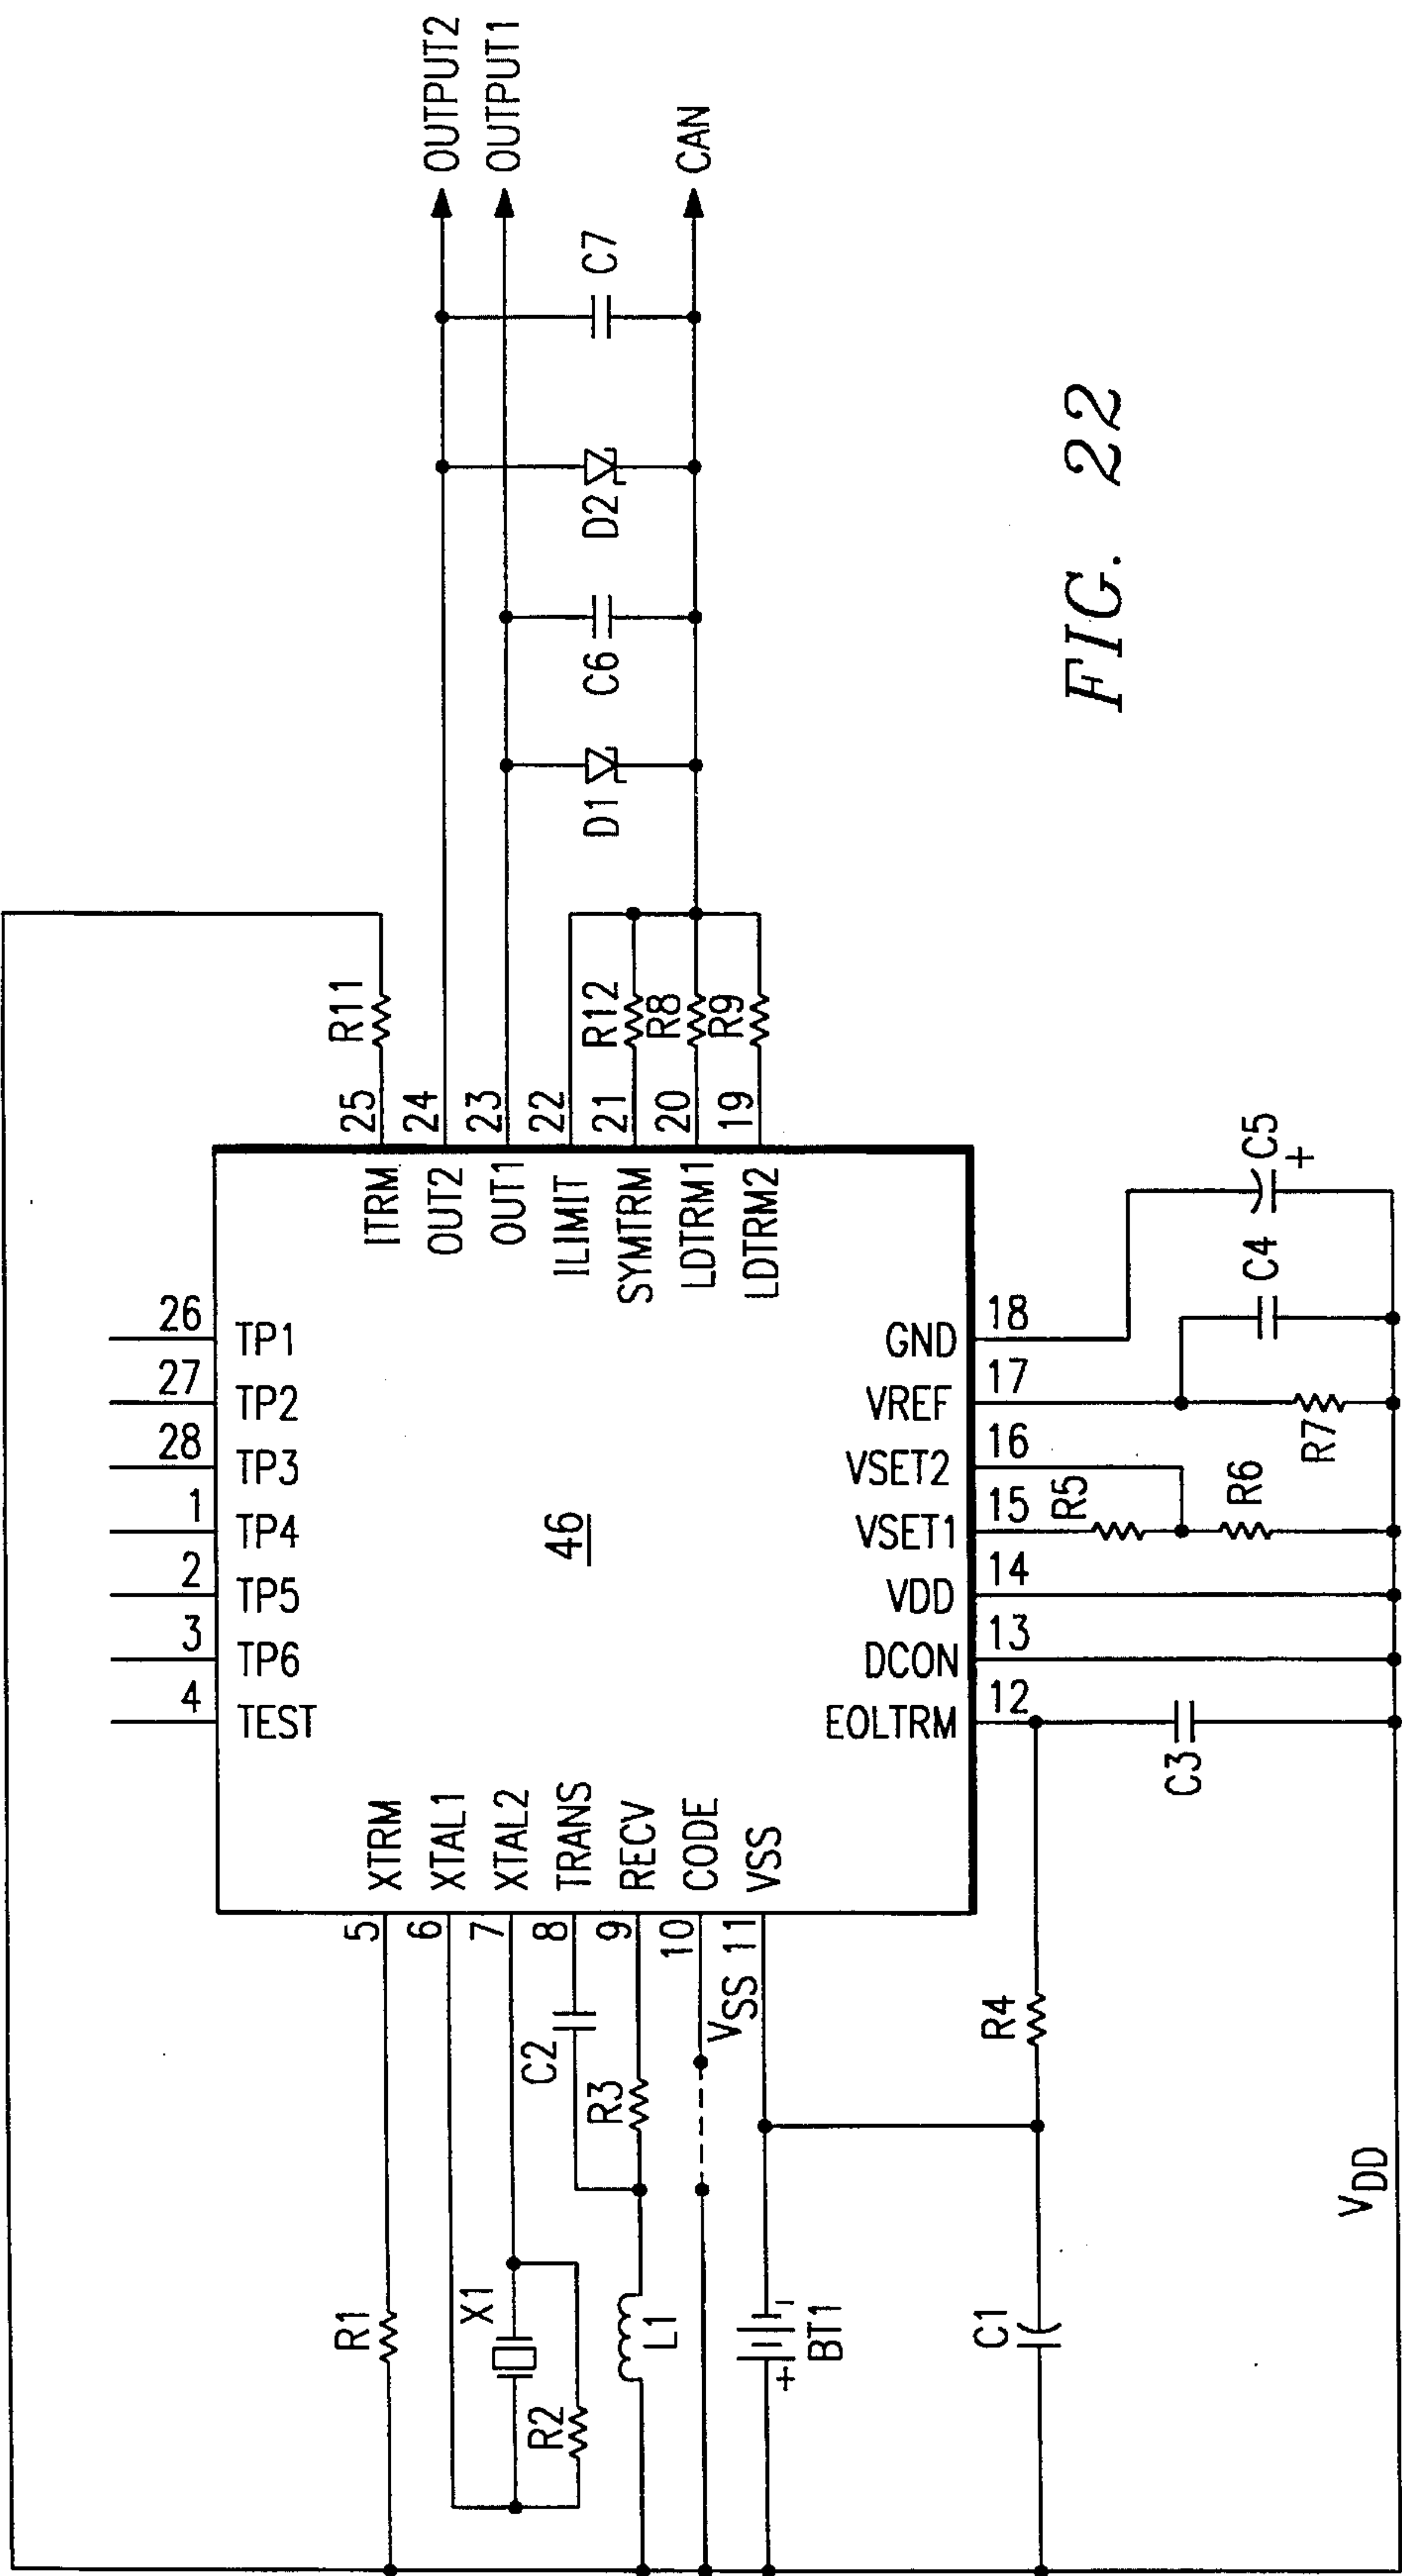 OUTPUT2
OUTPUT1
CAN
C7
D2
C6
D1
R11
R12
R8
R9
25
24
23
22
21
20
19
ITRM
OUT2
OUT1
ILIMIT
SYMTRM
LDTRM1
LDTRM2
26 TP1
27 TP2
28 TP3
1 TP4
2 TP5
3 TP6
4 TEST
46
GND 18
VREF 17
VSET2 16
VSET1 15
VDD 14
DCON 13
EOLTRM 12
C5
+
C4
R7
R5
R6
C3
XTRM
XTAL1
XTAL2
TRANS
RECV
CODE
VSS
5
6
7
8
9
10
11
VSS
C2
R3
R4
R1
X1
R2
L1
BT1
+
-
C1
VDD
FIG. 22